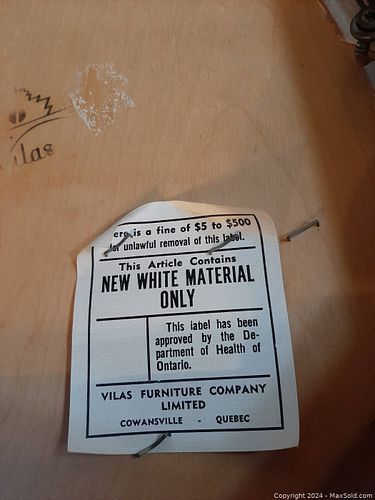 ilas
ere is a fine of $5 to $500
for unlawful removal of this label.
This Article Contains
NEW WHITE MATERIAL
ONLY
This label has been
approved by the De-
partment of Health of
Ontario.
VILAS FURNITURE COMPANY
LIMITED
COWANSVILLE - QUEBEC
Copyright 2024 - MaxSold.com